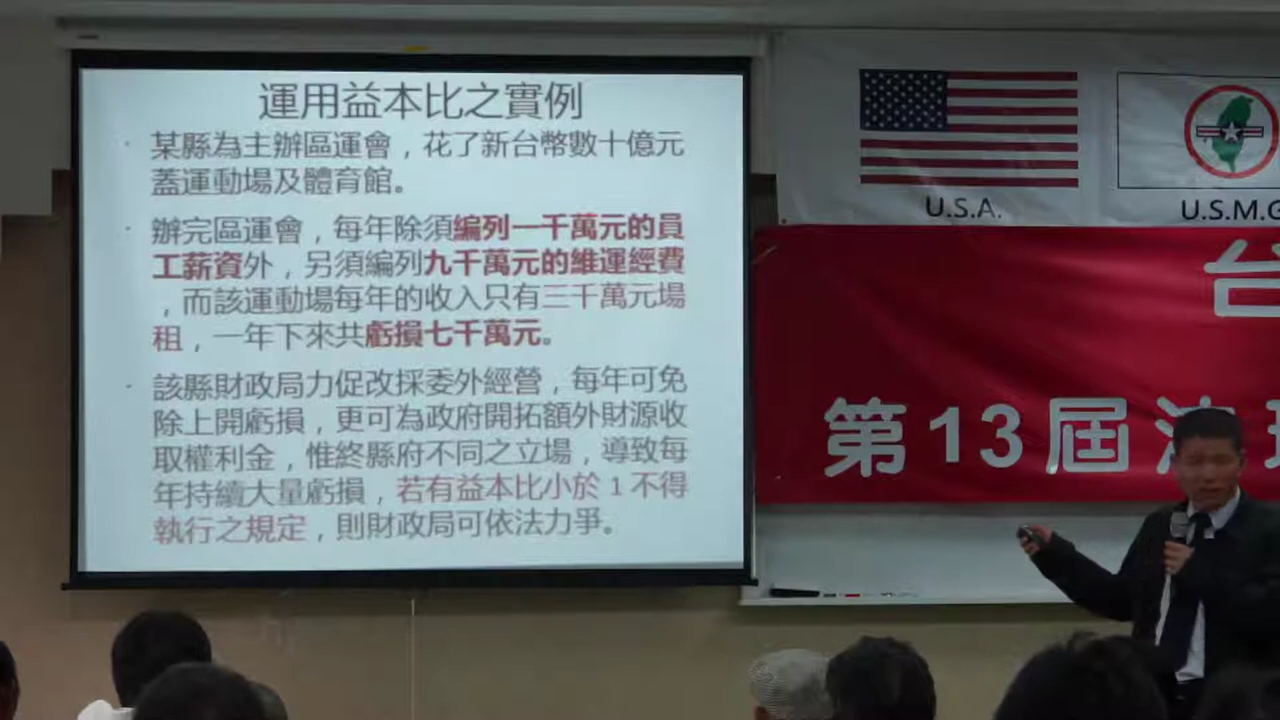 運用益本比之實例
· 某縣為主辦區運會，花了新台幣數十億元
蓋運動場及體育館。
· 辦完區運會，每年除須編列一千萬元的員
工薪資外，另須編列九千萬元的維運經費
，而該運動場每年的收入只有三千萬元場
租，一年下來共虧損七千萬元。
· 該縣財政局力促改採委外經營，每年可免
除上開虧損，更可為政府開拓額外財源收
取權利金，惟終縣府不同之立場，導致每
年持續大量虧損，若有益本比小於１不得
執行之規定，則財政局可依法力爭。
U.S.A.
U.S.M.G
台
第13屆